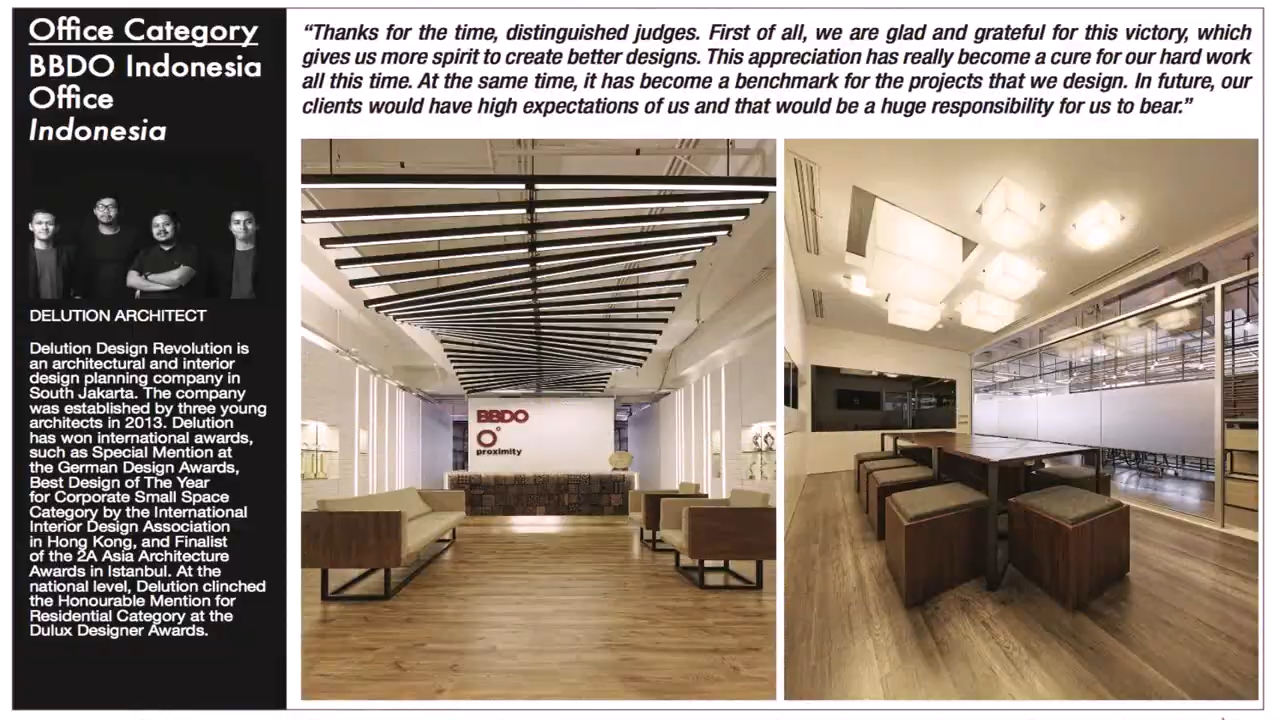 Office Category
BBDO Indonesia
Office
Indonesia
DELUTION ARCHITECT
Delution Design Revolution is
an architectural and interior
design planning company in
South Jakarta. The company
was established by three young
architects in 2013. Delution
has won international awards,
such as Special Mention at
the German Design Awards,
Best Design of The Year
for Corporate Small Space
Category by the International
Interior Design Association
in Hong Kong, and Finalist
of the 2A Asia Architecture
Awards in Istanbul. At the
national level, Delution clinched
the Honourable Mention for
Residential Category at the
Dulux Designer Awards.
“Thanks for the time, distinguished judges. First of all, we are glad and grateful for this victory, which
gives us more spirit to create better designs. This appreciation has really become a cure for our hard work
all this time. At the same time, it has become a benchmark for the projects that we design. In future, our
clients would have high expectations of us and that would be a huge responsibility for us to bear.”
BBDO
proximity